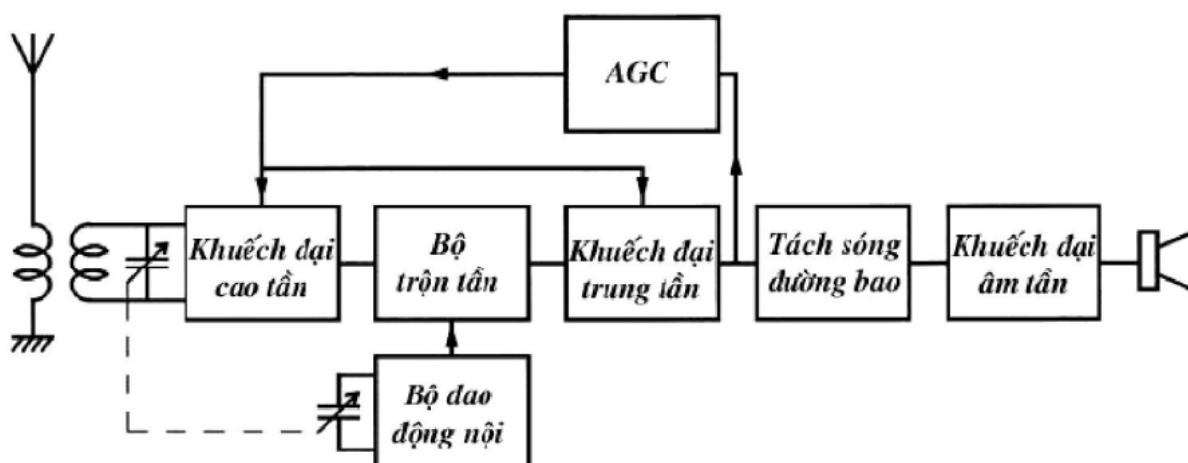 AGC
Khuếch đại
cao tần
Bộ
trộn tần
Khuếch đại
trung tần
Tách sóng
đường bao
Khuếch đại
âm tần
Bộ dao
động nội